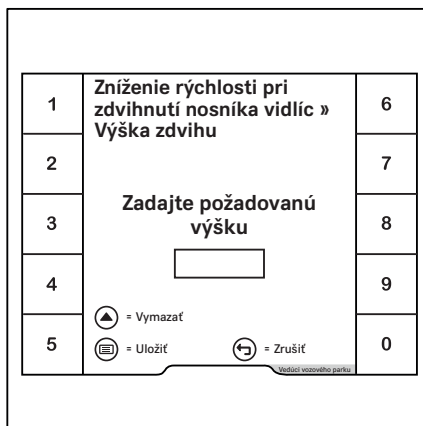 1
2
3
4
5
Zníženie rýchlosti pri
zdvihnutí nosníka vidlíc »
Výška zdvihu
Zadajte požadovanú
výšku
= Vymazať
= Uložiť
= Zrušiť
Vedúci vozového parku
6
7
8
9
0